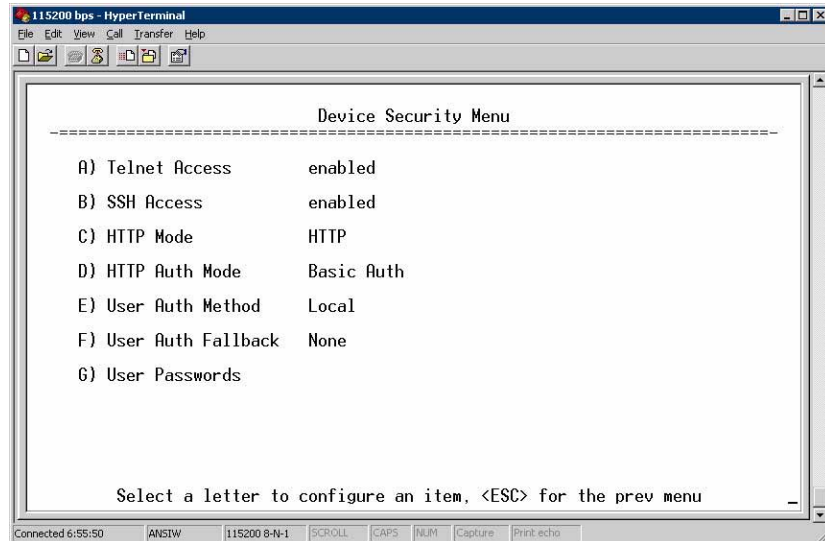 115200 bps - HyperTerminal
File Edit View Call Transfer Help
Device Security Menu
-==========================================================================-
A) Telnet Access enabled
B) SSH Access enabled
C) HTTP Mode HTTP
D) HTTP Auth Mode Basic Auth
E) User Auth Method Local
F) User Auth Fallback None
G) User Passwords
Select a letter to configure an item, <ESC> for the prev menu _
Connected 6:55:50 ANSIW 115200 8-N-1 SCROLL CAPS NUM Capture Print echo